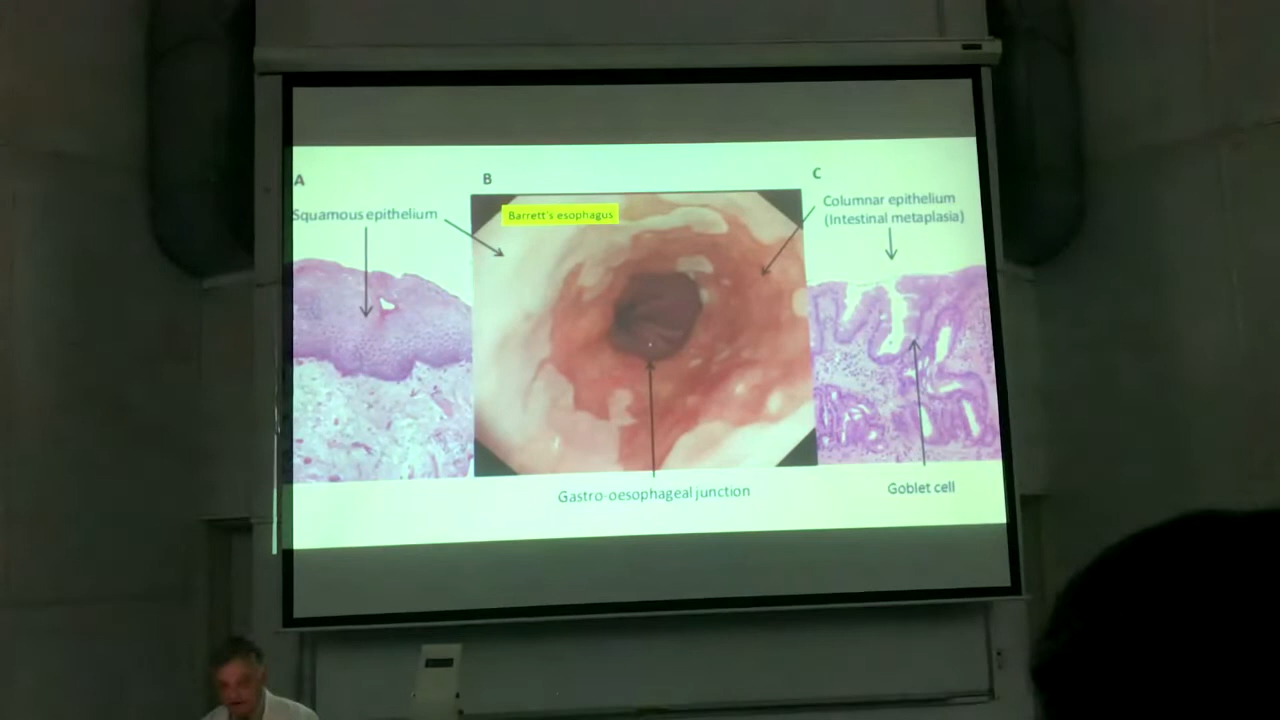 A
B
C
Squamous epithelium
Barrett's esophagus
Columnar epithelium
(Intestinal metaplasia)
Gastro-oesophageal junction
Goblet cell